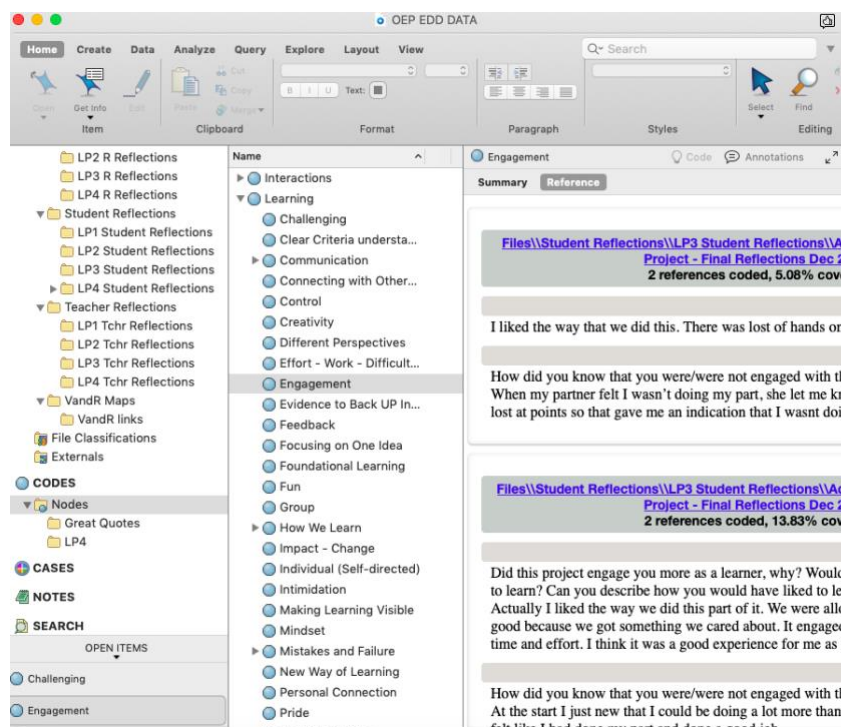 OEP EDD DATA
Home Create Data Analyze Query Explore Layout View
Search
Open Get Info Edit Paste Cut Copy Merge
B I U Text:
Select Find
Item Clipboard Format Paragraph Styles Editing
LP2 R Reflections
LP3 R Reflections
LP4 R Reflections
Student Reflections
LP1 Student Reflections
LP2 Student Reflections
LP3 Student Reflections
LP4 Student Reflections
Teacher Reflections
LP1 Tchr Reflections
LP2 Tchr Reflections
LP3 Tchr Reflections
LP4 Tchr Reflections
VandR Maps
VandR links
File Classifications
Externals
CODES
Nodes
Great Quotes
LP4
CASES
NOTES
SEARCH
OPEN ITEMS
Challenging
Engagement
Name
Interactions
Learning
Challenging
Clear Criteria understa...
Communication
Connecting with Other...
Control
Creativity
Different Perspectives
Effort - Work - Difficult...
Engagement
Evidence to Back UP In...
Feedback
Focusing on One Idea
Foundational Learning
Fun
Group
How We Learn
Impact - Change
Individual (Self-directed)
Intimidation
Making Learning Visible
Mindset
Mistakes and Failure
New Way of Learning
Personal Connection
Pride
Engagement Code Annotations
Summary Reference
Files\\Student Reflections\\LP3 Student Reflections\\A
Project - Final Reflections Dec 2
2 references coded, 5.08% cov
I liked the way that we did this. There was lost of hands on
How did you know that you were/were not engaged with th
When my partner felt I wasn't doing my part, she let me kn
lost at points so that gave me an indication that I wasnt doi
Files\\Student Reflections\\LP3 Student Reflections\\Ac
Project - Final Reflections Dec 2
2 references coded, 13.83% cov
Did this project engage you more as a learner, why? Would
to learn? Can you describe how you would have liked to le
Actually I liked the way we did this part of it. We were allo
good because we got something we cared about. It engaged
time and effort. I think it was a good experience for me as
How did you know that you were/were not engaged with th
At the start I just new that I could be doing a lot more than
felt like I had done my part and done a good job